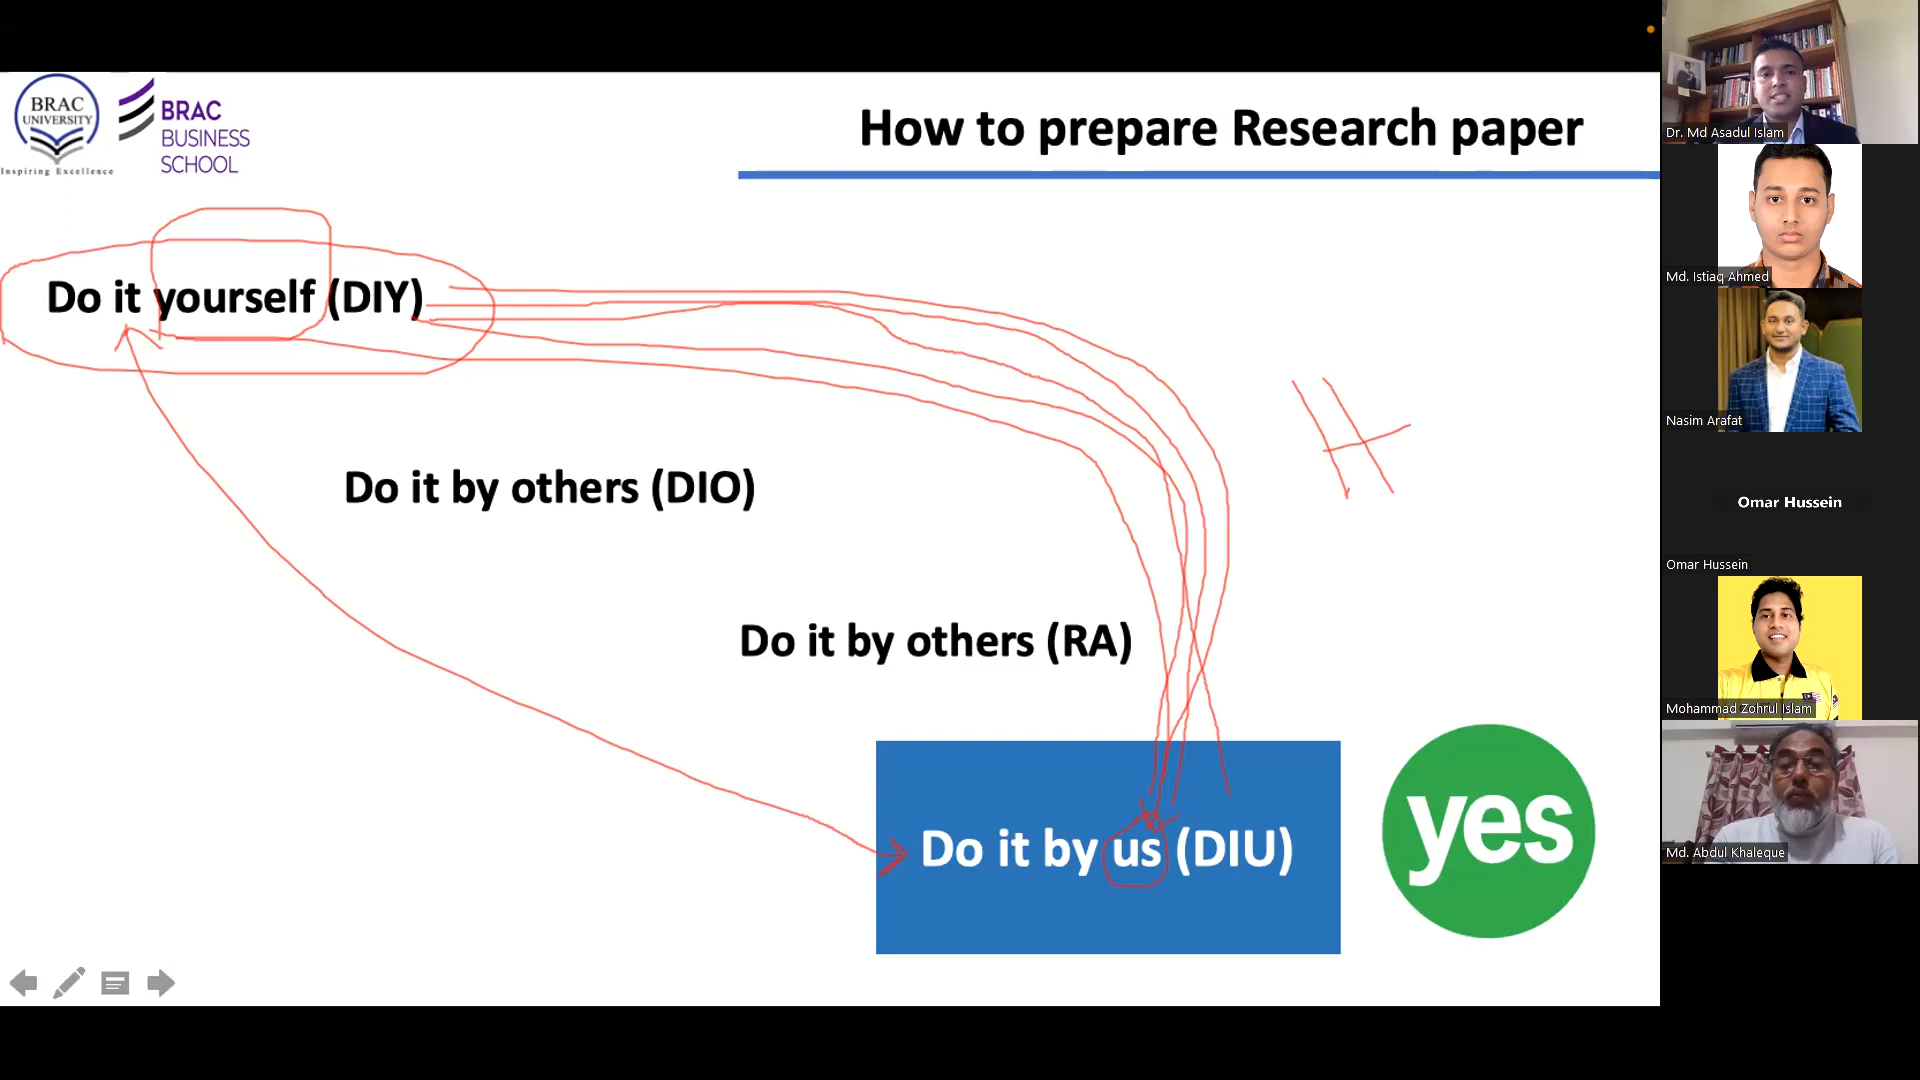 BRAC
UNIVERSITY
Inspiring Excellence
BRAC
BUSINESS
SCHOOL
How to prepare Research paper
Do it yourself (DIY)
H
Do it by others (DIO)
Do it by others (RA)
Do it by us (DIU)
yes
Dr. Md Asadul Islam
Md. Istiaq Ahmed
Nasim Arafat
Omar Hussein
Omar Hussein
Mohammad Zohrul Islam
Md. Abdul Khaleque